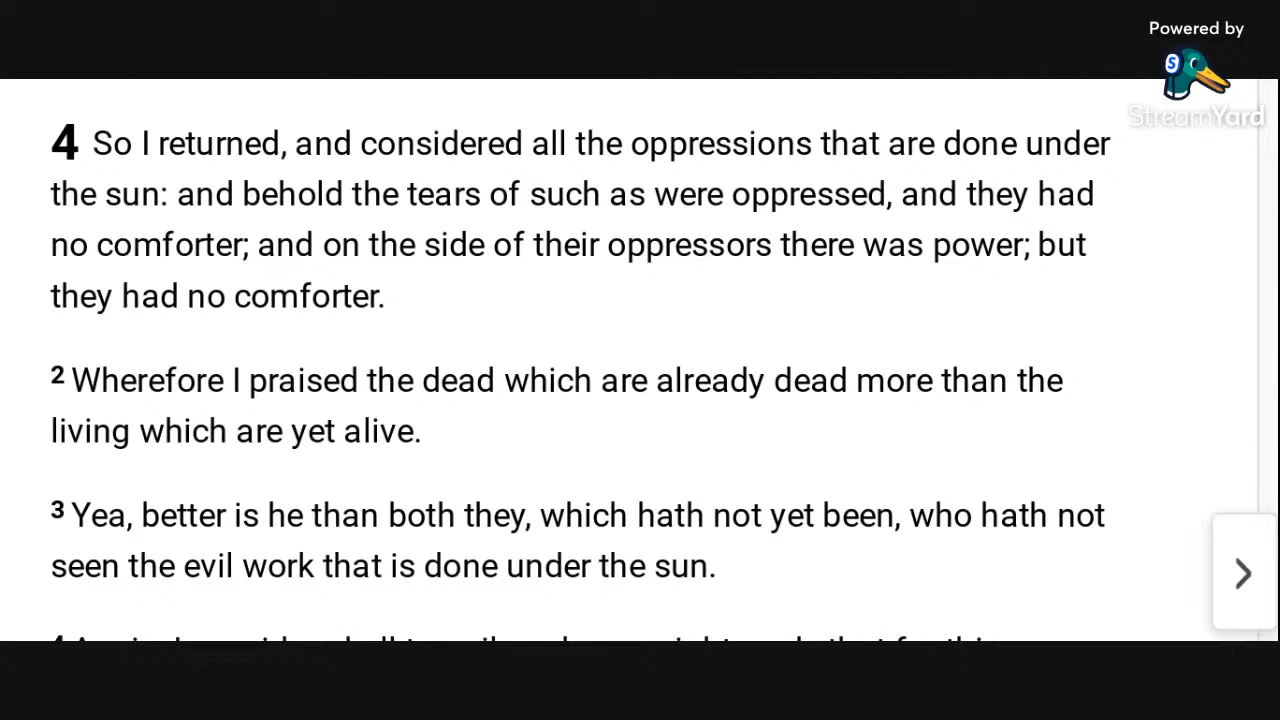 Powered by
S
StreamYard
4 So I returned, and considered all the oppressions that are done under
the sun: and behold the tears of such as were oppressed, and they had
no comforter; and on the side of their oppressors there was power; but
they had no comforter.
2 Wherefore I praised the dead which are already dead more than the
living which are yet alive.
3 Yea, better is he than both they, which hath not yet been, who hath not
seen the evil work that is done under the sun.